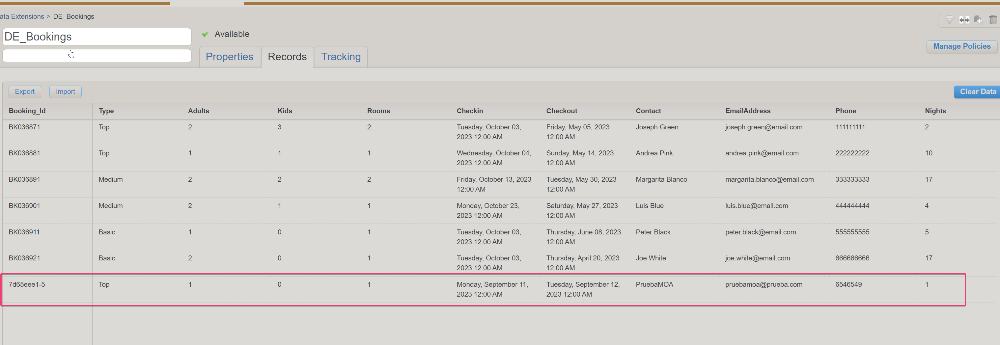 ata Extensions > DE_Bookings
DE_Bookings
Available
Properties Records Tracking
Manage Policies
Export Import Clear Data
Booking_Id Type Adults Kids Rooms Checkin Checkout Contact EmailAddress Phone Nights
BK036871 Top 2 3 2 Tuesday, October 03, Friday, May 05, 2023 Joseph Green joseph.green@email.com 111111111 2
2023 12:00 AM 12:00 AM
BK036881 Top 1 1 1 Wednesday, October 04, Sunday, May 14, 2023 Andrea Pink andrea.pink@email.com 222222222 10
2023 12:00 AM 12:00 AM
BK036891 Medium 2 2 2 Friday, October 13, 2023 Tuesday, May 30, 2023 Margarita Blanco margarita.blanco@email.com 333333333 17
12:00 AM 12:00 AM
BK036901 Medium 2 1 1 Monday, October 23, Saturday, May 27, 2023 Luis Blue luis.blue@email.com 444444444 4
2023 12:00 AM 12:00 AM
BK036911 Basic 1 0 1 Tuesday, October 03, Thursday, June 08, 2023 Peter Black peter.black@email.com 555555555 5
2023 12:00 AM 12:00 AM
BK036921 Basic 2 0 1 Tuesday, October 03, Thursday, April 20, 2023 Joe White joe.white@email.com 666666666 17
2023 12:00 AM 12:00 AM
7d65eee1-5 Top 1 0 1 Monday, September 11, Tuesday, September 12, PruebaMOA pruebamoa@prueba.com 6546549 1
2023 12:00 AM 2023 12:00 AM